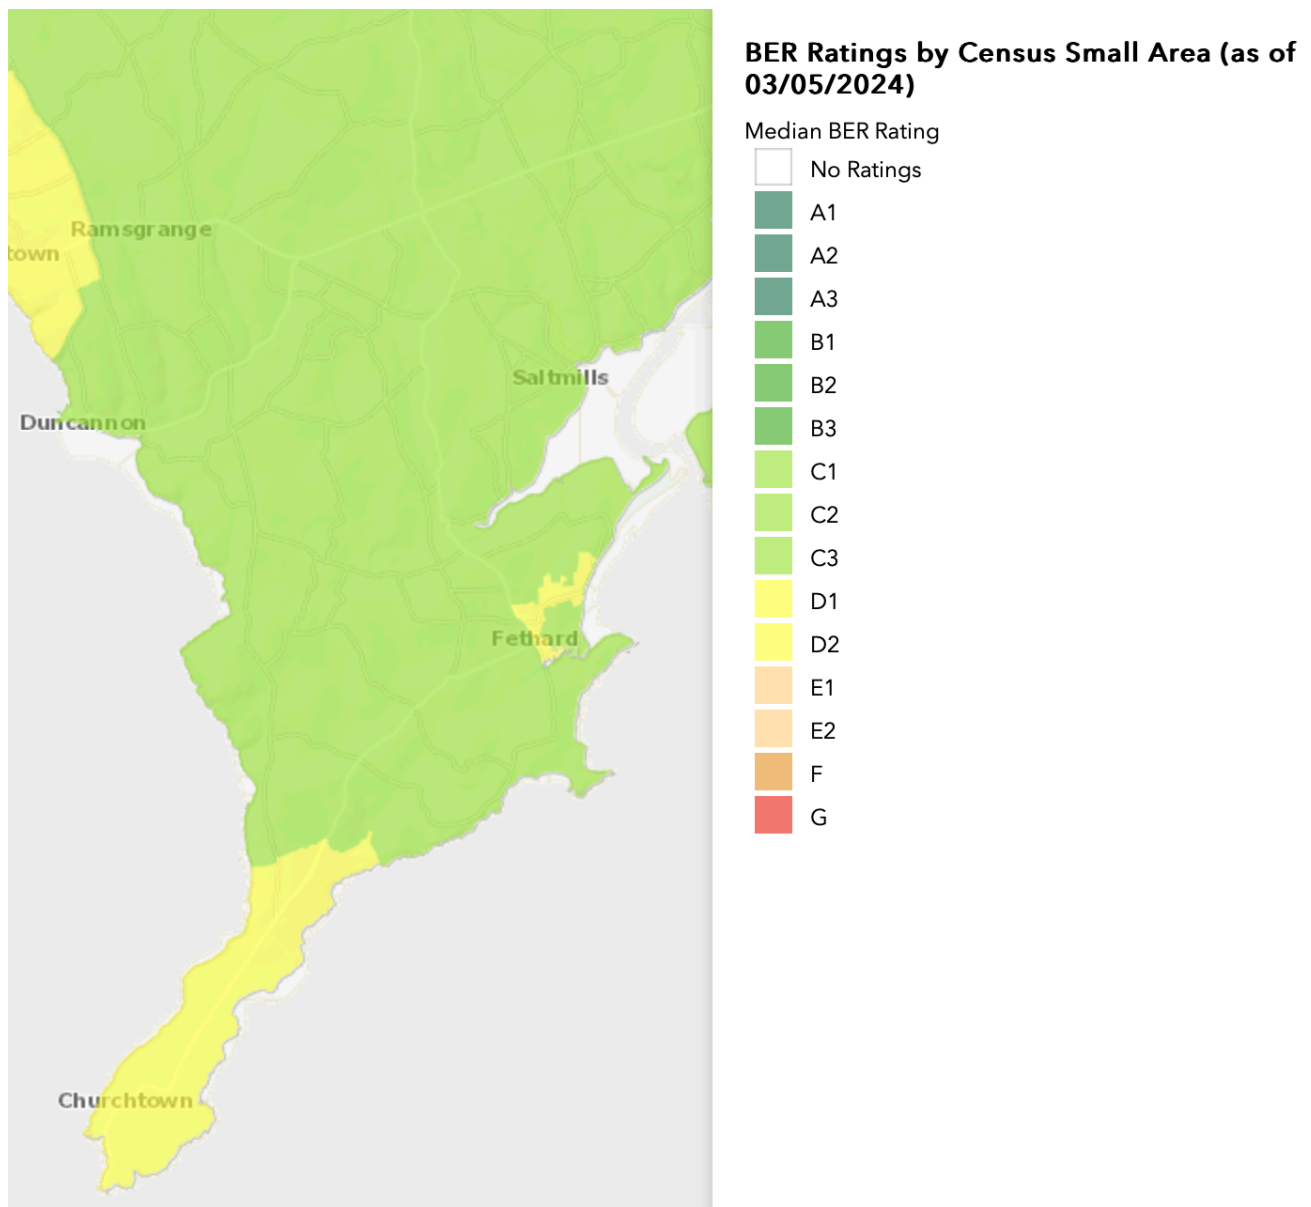 BER Ratings by Census Small Area (as of
03/05/2024)
Median BER Rating
No Ratings
A1
A2
A3
B1
B2
B3
C1
C2
C3
D1
D2
E1
E2
F
G
Ramsgrange
town
Saltmills
Duncannon
Fethard
Churchtown